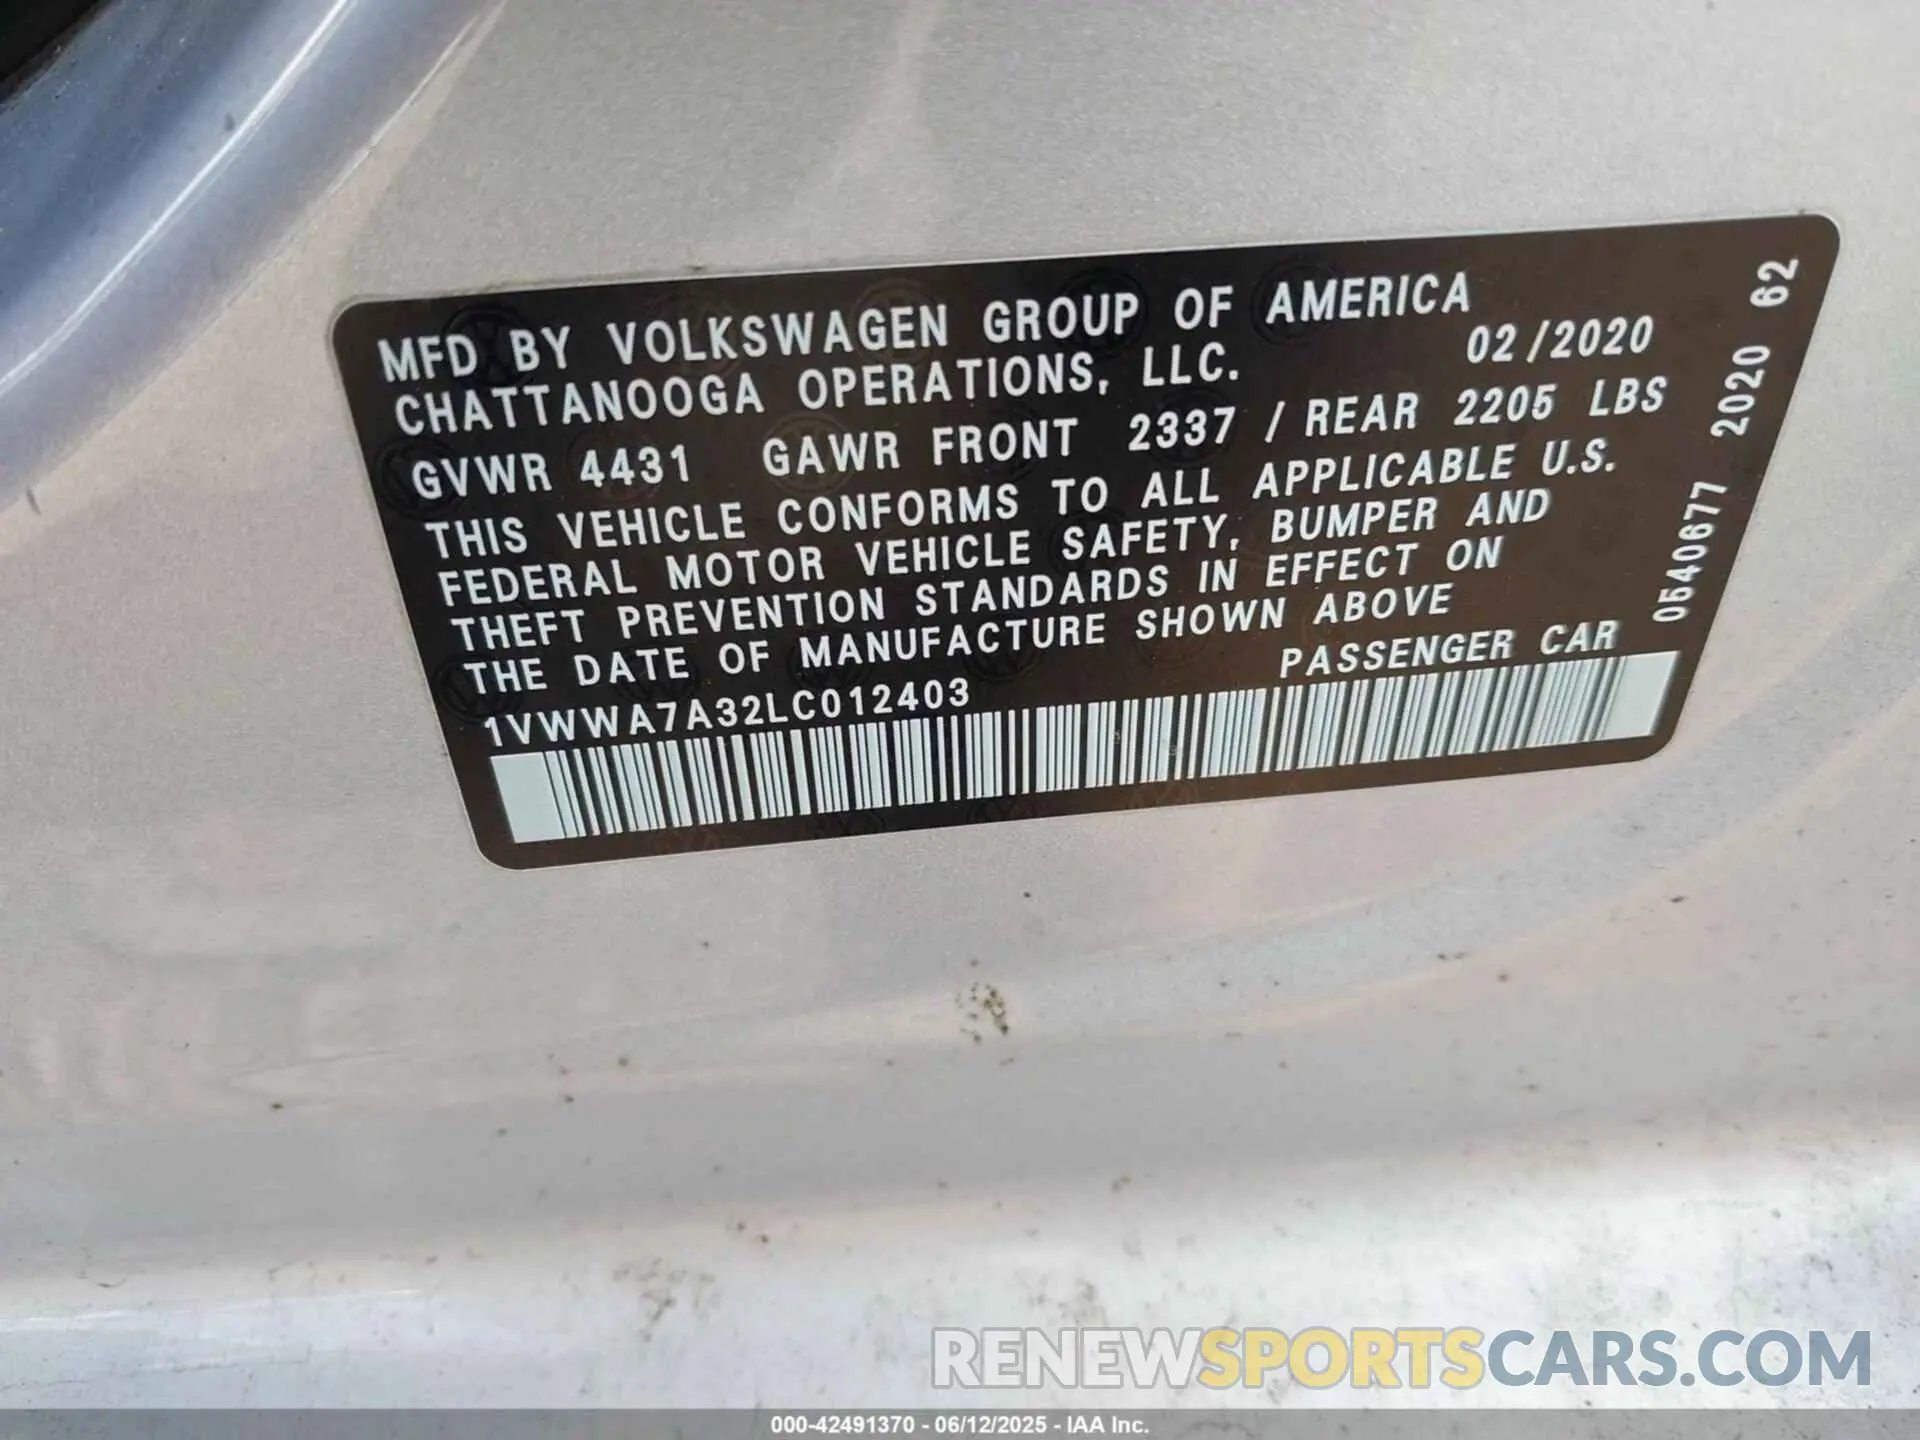 MFD BY VOLKSWAGEN GROUP OF AMERICA
CHATTANOOGA OPERATIONS, LLC. 02/2020
GVWR 4431 GAWR FRONT 2337 / REAR 2205 LBS
THIS VEHICLE CONFORMS TO ALL APPLICABLE U.S.
FEDERAL MOTOR VEHICLE SAFETY, BUMPER AND
THEFT PREVENTION STANDARDS IN EFFECT ON
THE DATE OF MANUFACTURE SHOWN ABOVE
1VWWA7A32LC012403 PASSENGER CAR
0540677 2020 62
RENEWSPORTSCARS.COM
000-42491370 - 06/12/2025 - IAA Inc.